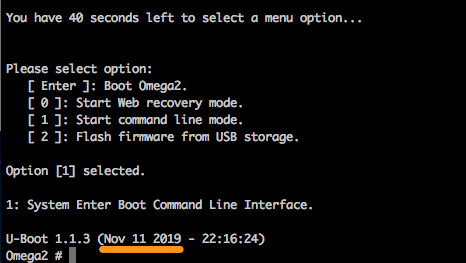 You have 40 seconds left to select a menu option...
Please select option:
[ Enter ]: Boot Omega2.
[ 0 ]: Start Web recovery mode.
[ 1 ]: Start command line mode.
[ 2 ]: Flash firmware from USB storage.
Option [1] selected.
1: System Enter Boot Command Line Interface.
U-Boot 1.1.3 (Nov 11 2019 - 22:16:24)
Omega2 #